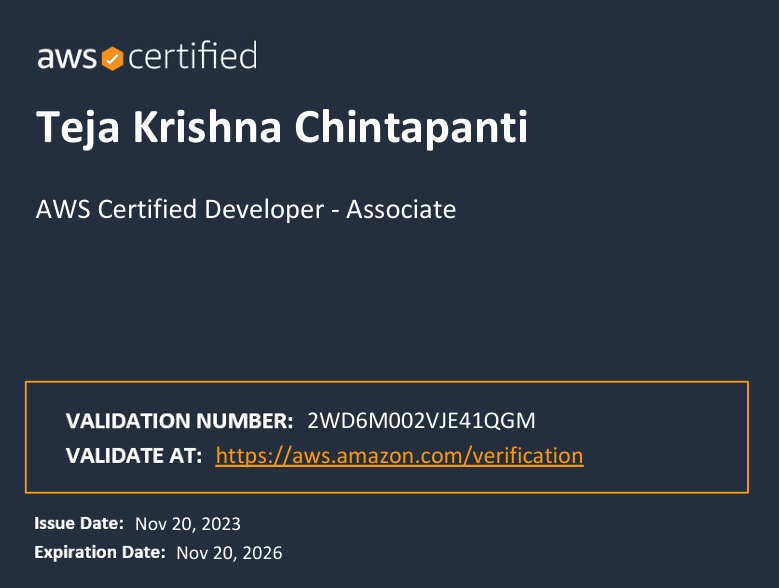 aws certified
Teja Krishna Chintapanti
AWS Certified Developer - Associate
VALIDATION NUMBER: 2WD6M002VJE41QGM
VALIDATE AT: https://aws.amazon.com/verification
Issue Date: Nov 20, 2023
Expiration Date: Nov 20, 2026